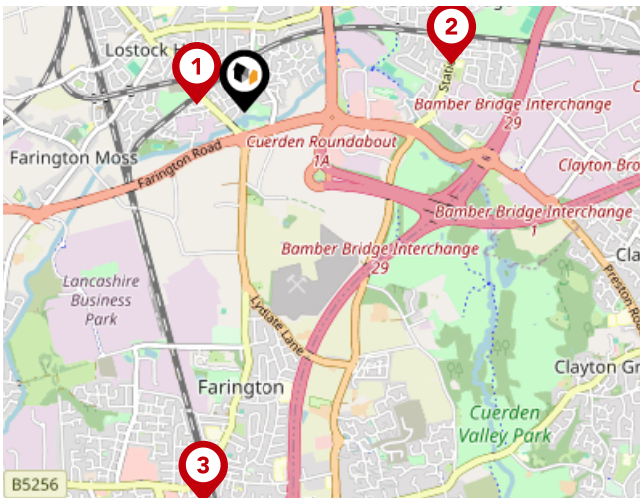 2
Lostock H
1
Stati
Bamber Bridge Interchange
29
Cuerden Roundabout
1A
Farington Moss
Farington Road
Clayton Bro
Bamber Bridge Interchange
1
Bamber Bridge Interchange
29
Cla
Preston Ro
Lancashire
Business
Park
Lydiate Lane
Clayton Gr
Farington
Cuerden
Valley Park
3
B5256